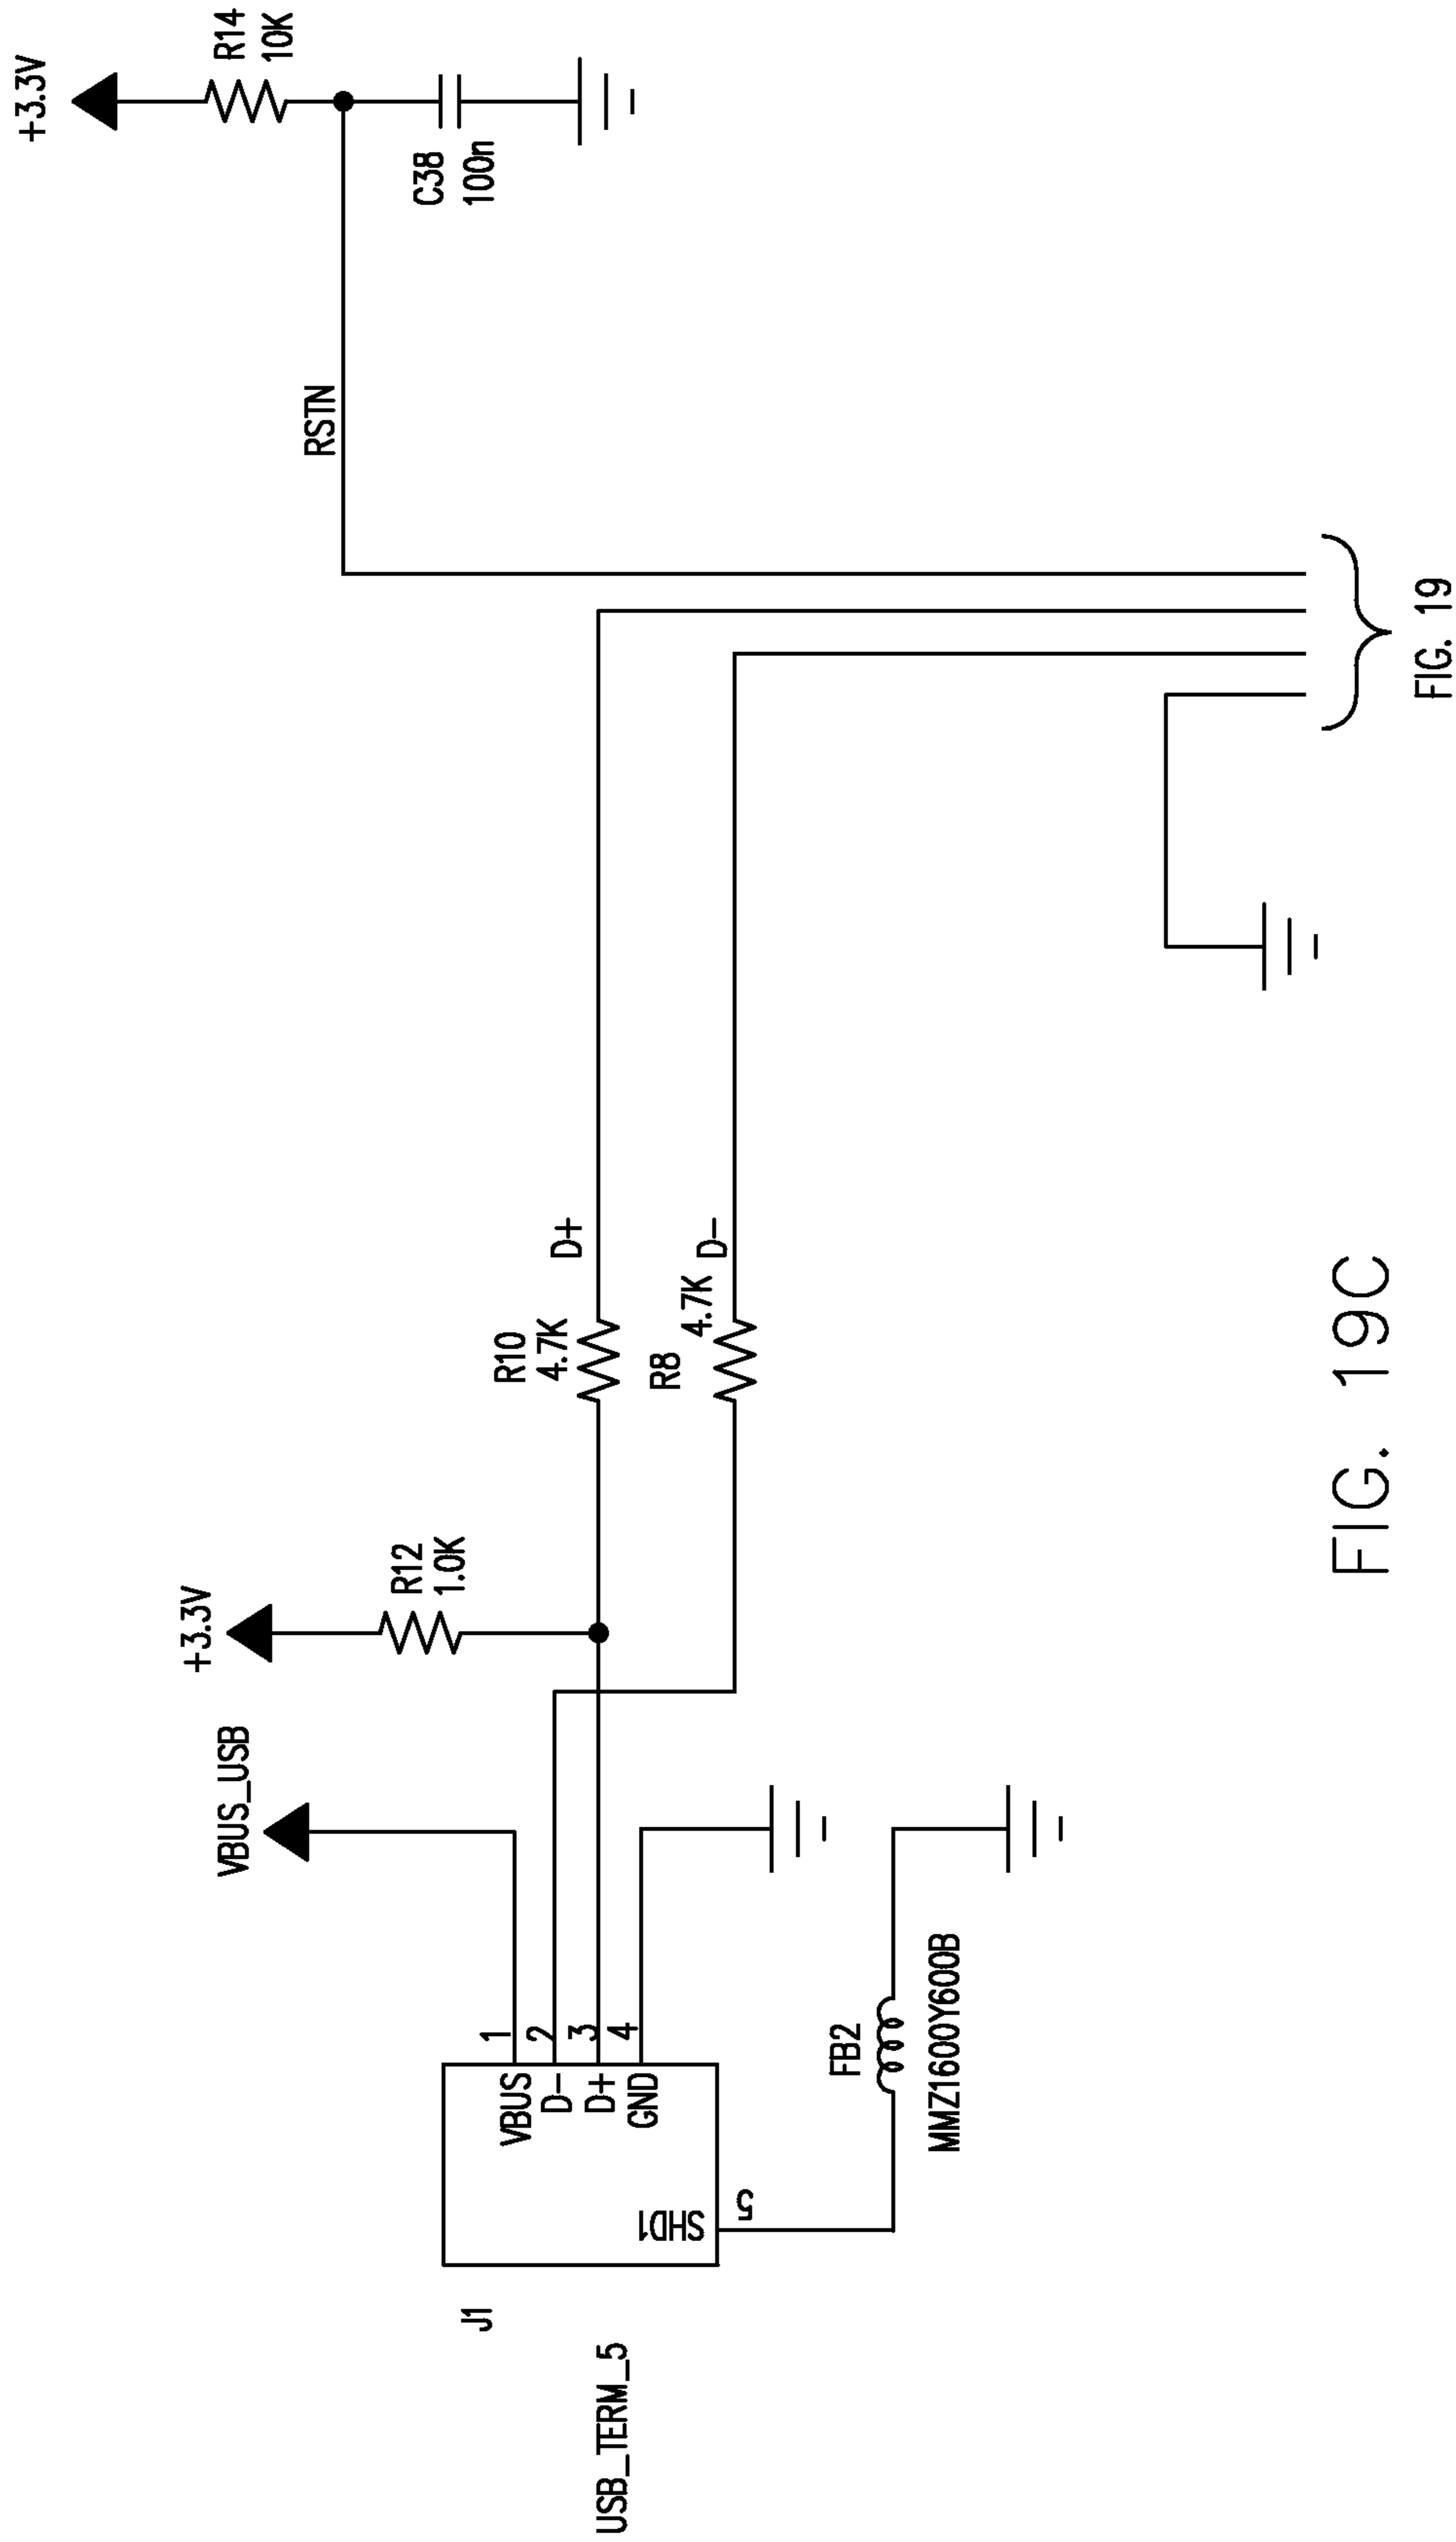 +3.3V
R14
10K
C38
100n
RSTN
+3.3V
R12
1.0K
VBUS_USB
R10
4.7K
D+
R8
4.7K
D-
J1
USB_TERM_5
VBUS
1
D-
2
D+
3
GND
4
SHD1
5
FB2
MMZ1600Y600B
FIG. 19
FIG. 19C